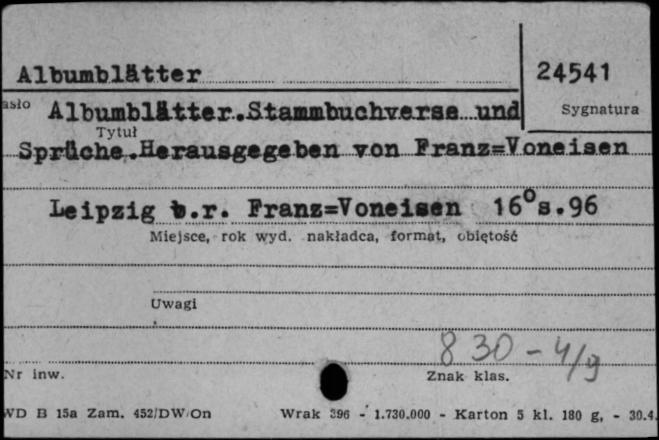 Albumblätter 24541
asło Albumblätter.Stammbuchverse und Sygnatura
Tytuł
Sprüche.Herausgegeben von Franz=Voneisen
Leipzig b.r. Franz=Voneisen 16⁰s.96
Miejsce, rok wyd. nakładca, format, objętość
Uwagi
830-4/9
Nr inw. Znak klas.
WD B 15a Zam. 452/DW/On Wrak 396 - 1.730.000 - Karton 5 kl. 180 g, - 30.4.